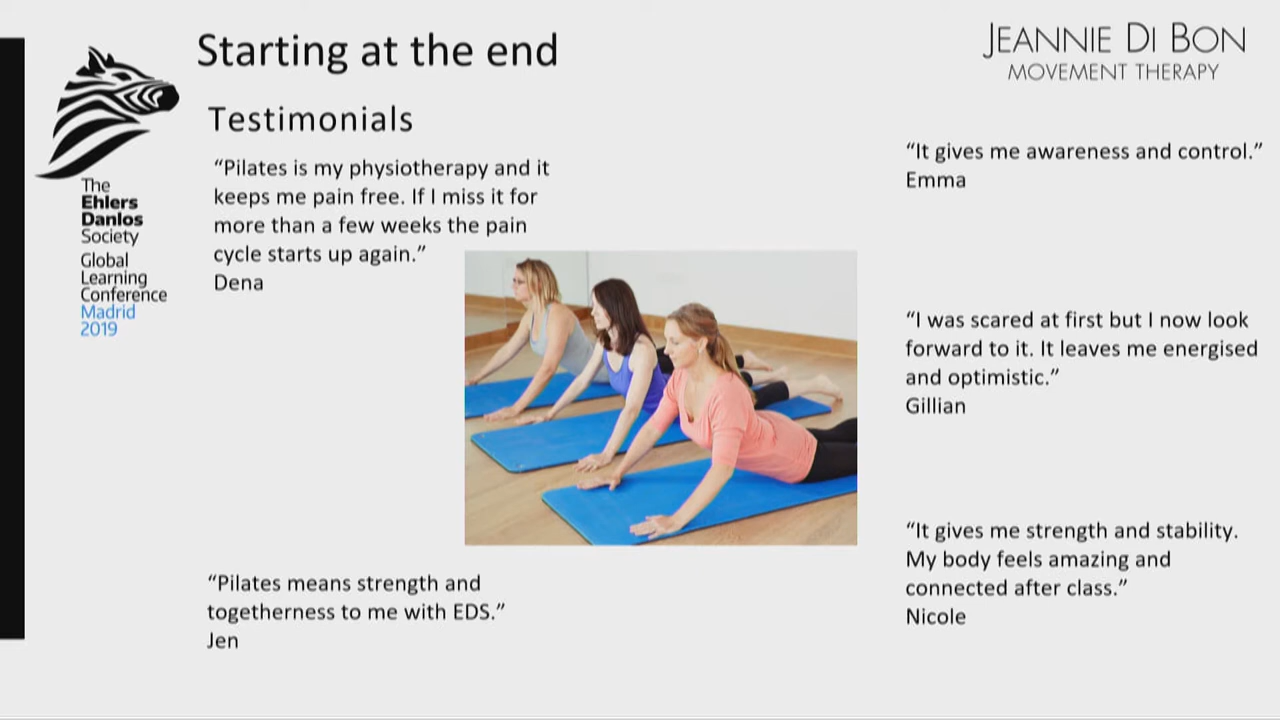 Starting at the end
JEANNIE DI BON
MOVEMENT THERAPY
The
Ehlers
Danlos
Society
Global
Learning
Conference
Madrid
2019
Testimonials
“Pilates is my physiotherapy and it
keeps me pain free. If I miss it for
more than a few weeks the pain
cycle starts up again.”
Dena
“Pilates means strength and
togetherness to me with EDS.”
Jen
“It gives me awareness and control.”
Emma
“I was scared at first but I now look
forward to it. It leaves me energised
and optimistic.”
Gillian
“It gives me strength and stability.
My body feels amazing and
connected after class.”
Nicole